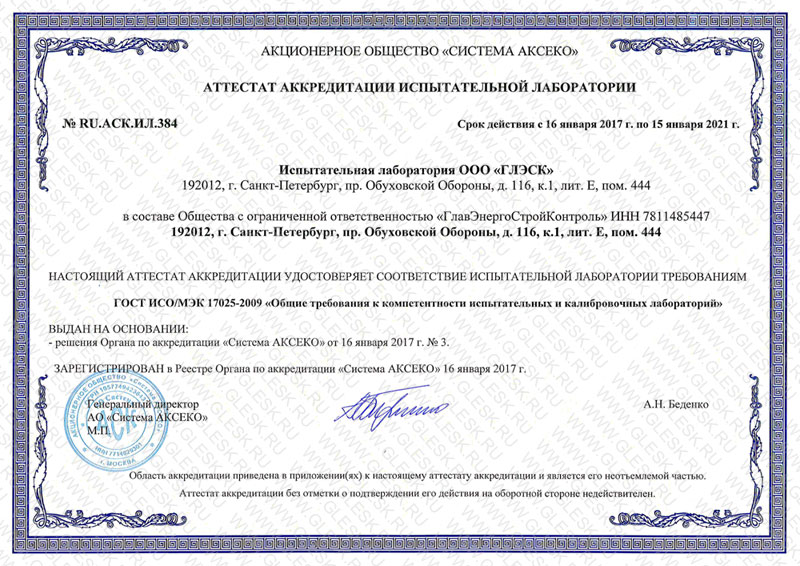 АКЦИОНЕРНОЕ ОБЩЕСТВО «СИСТЕМА АКСЕКО»
АТТЕСТАТ АККРЕДИТАЦИИ ИСПЫТАТЕЛЬНОЙ ЛАБОРАТОРИИ
№ RU.АСК.ИЛ.384
Срок действия с 16 января 2017 г. по 15 января 2021 г.
Испытательная лаборатория ООО «ГЛЭСК»
192012, г. Санкт-Петербург, пр. Обуховской Обороны, д. 116, к.1, лит. Е, пом. 444
в составе Общества с ограниченной ответственностью «ГлавЭнергоСтройКонтроль» ИНН 7811485447
192012, г. Санкт-Петербург, пр. Обуховской Обороны, д. 116, к.1, лит. Е, пом. 444
НАСТОЯЩИЙ АТТЕСТАТ АККРЕДИТАЦИИ УДОСТОВЕРЯЕТ СООТВЕТСТВИЕ ИСПЫТАТЕЛЬНОЙ ЛАБОРАТОРИИ ТРЕБОВАНИЯМ
ГОСТ ИСО/МЭК 17025-2009 «Общие требования к компетентности испытательных и калибровочных лабораторий»
ВЫДАН НА ОСНОВАНИИ:
- решения Органа по аккредитации «Система АКСЕКО» от 16 января 2017 г. № 3.
ЗАРЕГИСТРИРОВАН в Реестре Органа по аккредитации «Система АКСЕКО» 16 января 2017 г.
Генеральный директор
АО «Система АКСЕКО»
М.П.
А.Н. Беденко
АСК
г. МОСКВА
Область аккредитации приведена в приложении(ях) к настоящему аттестату аккредитации и является его неотъемлемой частью.
Аттестат аккредитации без отметки о подтверждении его действия на оборотной стороне недействителен.